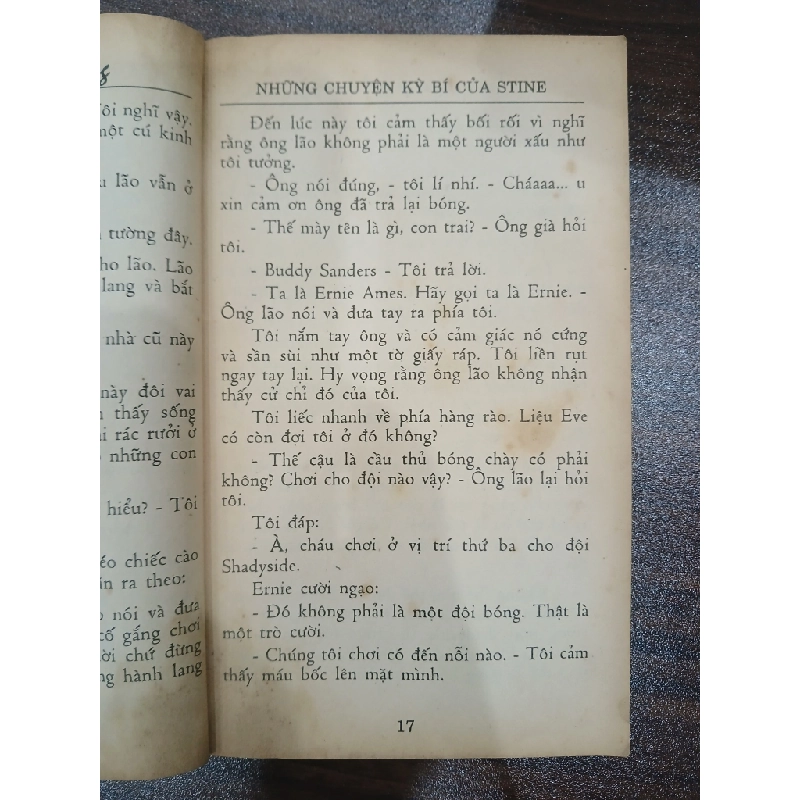 8
ôi nghĩ vậy.
một cú kinh
lão vẫn ở
tường đây.
ho lão. Lão
lang và bắt
nhà cũ này
này đôi vai
thấy sống
rác rưởi ở
những con
hiểu? - Tôi
éo chiếc cào
in ra theo:
nói và đưa
cố gắng chơi
ời chứ đừng
ng hành lang
NHỮNG CHUYỆN KỲ BÍ CỦA STINE
Đến lúc này tôi cảm thấy bối rối vì nghĩ
rằng ông lão không phải là một người xấu như
tôi tưởng.
- Ông nói đúng, - tôi lí nhí. - Cháaaa... u
xin cảm ơn ông đã trả lại bóng.
- Thế mày tên là gì, con trai? - Ông già hỏi
tôi.
- Buddy Sanders - Tôi trả lời.
- Ta là Ernie Ames. Hãy gọi ta là Ernie. -
Ông lão nói và đưa tay ra phía tôi.
Tôi nắm tay ông và có cảm giác nó cứng
và sần sùi như một tờ giấy ráp. Tôi liền rụt
ngay tay lại. Hy vọng rằng ông lão không nhận
thấy cử chỉ đó của tôi.
Tôi liếc nhanh về phía hàng rào. Liệu Eve
có còn đợi tôi ở đó không?
- Thế cậu là cầu thủ bóng chày có phải
không? Chơi cho đội nào vậy? - Ông lão lại hỏi
tôi.
Tôi đáp:
- À, cháu chơi ở vị trí thứ ba cho đội
Shadyside.
Ernie cười ngạo:
- Đó không phải là một đội bóng. Thật là
một trò cười.
- Chúng tôi chơi có đến nỗi nào. - Tôi cảm
thấy máu bốc lên mặt mình.
17